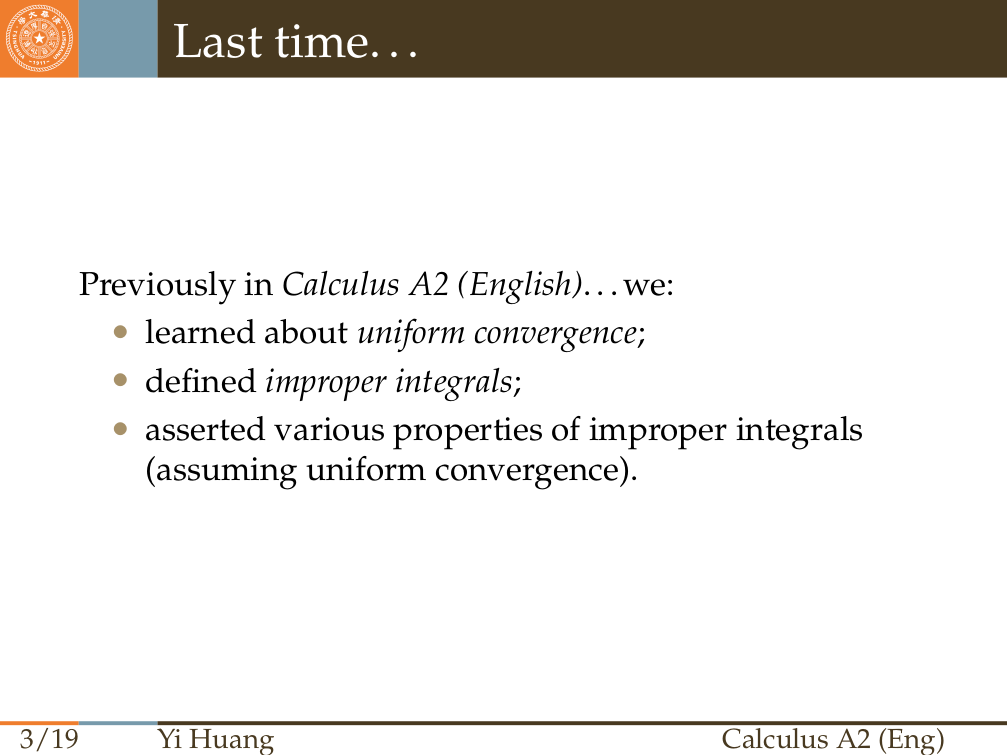 Last time. . .
Previously in Calculus A2 (English). . . we:
• learned about uniform convergence;
• defined improper integrals;
• asserted various properties of improper integrals
(assuming uniform convergence).
3/19 Yi Huang Calculus A2 (Eng)